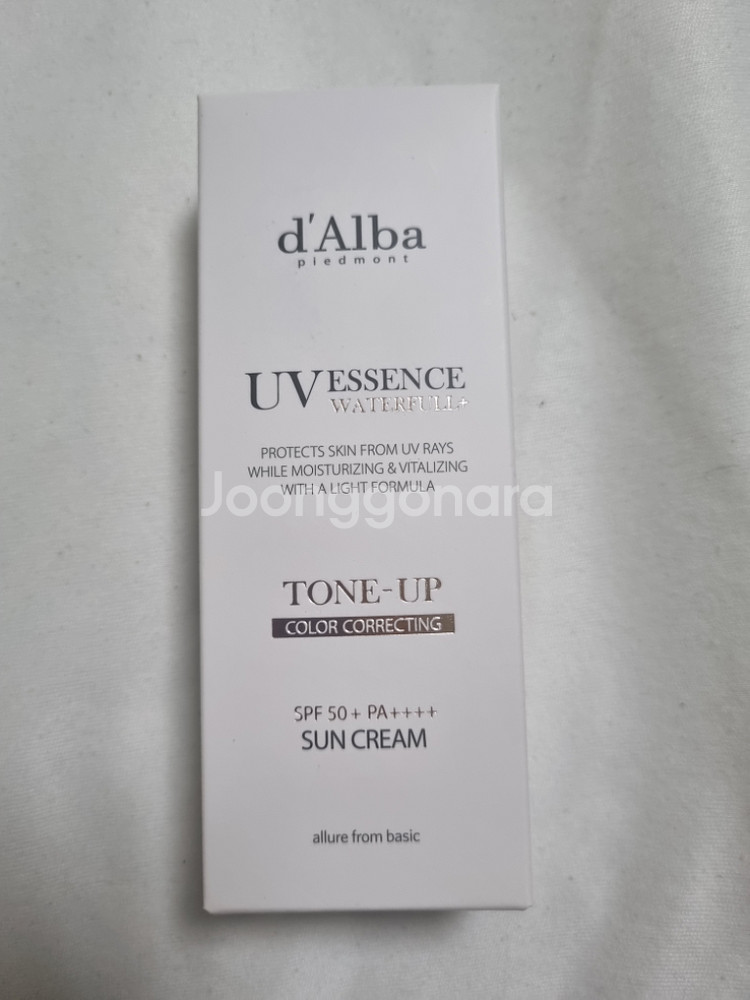 d'Alba
piedmont
UV ESSENCE
WATERFULL+
PROTECTS SKIN FROM UV RAYS
WHILE MOISTURIZING & VITALIZING
WITH A LIGHT FORMULA
Joonggonara
TONE-UP
COLOR CORRECTING
SPF 50+ PA++++
SUN CREAM
allure from basic